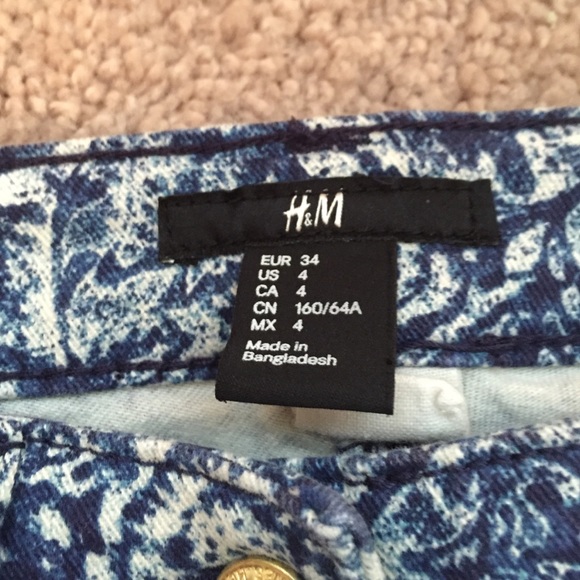 H&M
EUR 34
US 4
CA 4
CN 160/64A
MX 4
Made in
Bangladesh